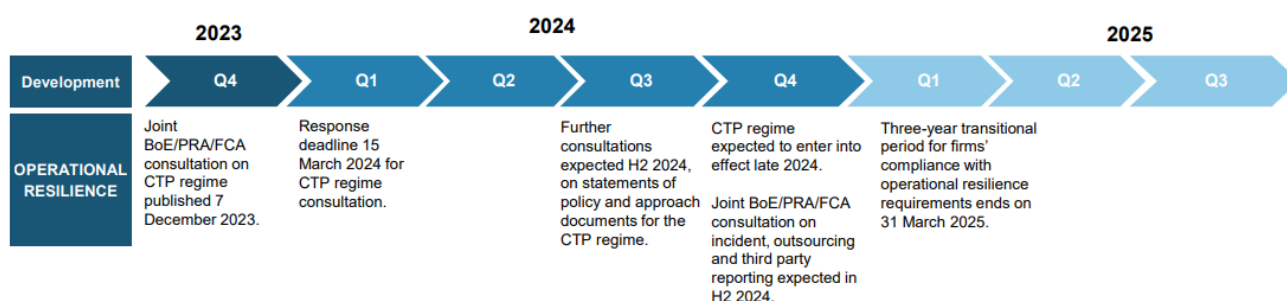 2023
2024
2025
Development
Q4
Q1
Q2
Q3
Q4
Q1
Q2
Q3
OPERATIONAL
RESILIENCE
Joint
BoE/PRA/FCA
consultation on
CTP regime
published 7
December 2023.
Response
deadline 15
March 2024 for
CTP regime
consultation.
Further
consultations
expected H2 2024,
on statements of
policy and approach
documents for the
CTP regime.
CTP regime
expected to enter into
effect late 2024.
Joint BoE/PRA/FCA
consultation on
incident, outsourcing
and third party
reporting expected in
H2 2024.
Three-year transitional
period for firms'
compliance with
operational resilience
requirements ends on
31 March 2025.